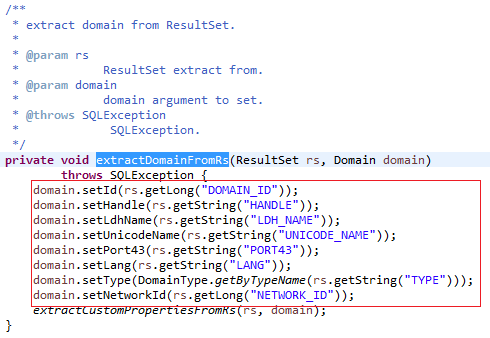 /**
 * extract domain from ResultSet.
 *
 * @param rs
 *            ResultSet extract from.
 * @param domain
 *            domain argument to set.
 * @throws SQLException
 *             SQLException.
 */
private void extractDomainFromRs(ResultSet rs, Domain domain)
        throws SQLException {
    domain.setId(rs.getLong("DOMAIN_ID"));
    domain.setHandle(rs.getString("HANDLE"));
    domain.setLdhName(rs.getString("LDH_NAME"));
    domain.setUnicodeName(rs.getString("UNICODE_NAME"));
    domain.setPort43(rs.getString("PORT43"));
    domain.setLang(rs.getString("LANG"));
    domain.setType(DomainType.getByTypeName(rs.getString("TYPE")));
    domain.setNetworkId(rs.getLong("NETWORK_ID"));
    extractCustomPropertiesFromRs(rs, domain);
}